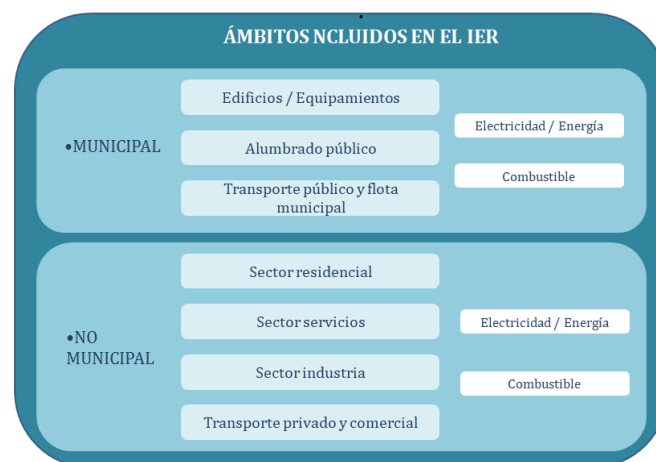 ÁMBITOS NCLUIDOS EN EL IER
•MUNICIPAL
Edificios / Equipamientos
Alumbrado público
Transporte público y flota
municipal
Electricidad / Energía
Combustible
•NO
MUNICIPAL
Sector residencial
Sector servicios
Sector industria
Transporte privado y comercial
Electricidad / Energía
Combustible